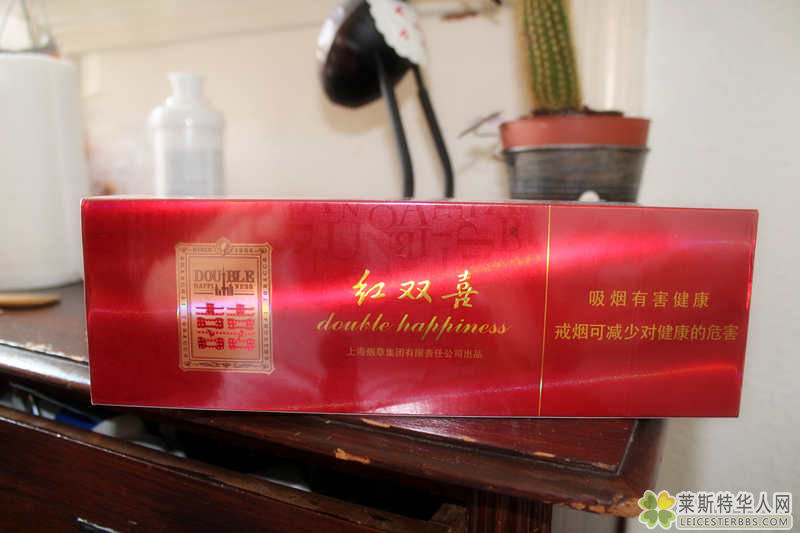 DOUBLE
HAPPINESS
红双喜
double happiness
上海烟草集团有限责任公司出品
吸烟有害健康
戒烟可减少对健康的危害
莱斯特华人网
LEICESTERBBS.COM